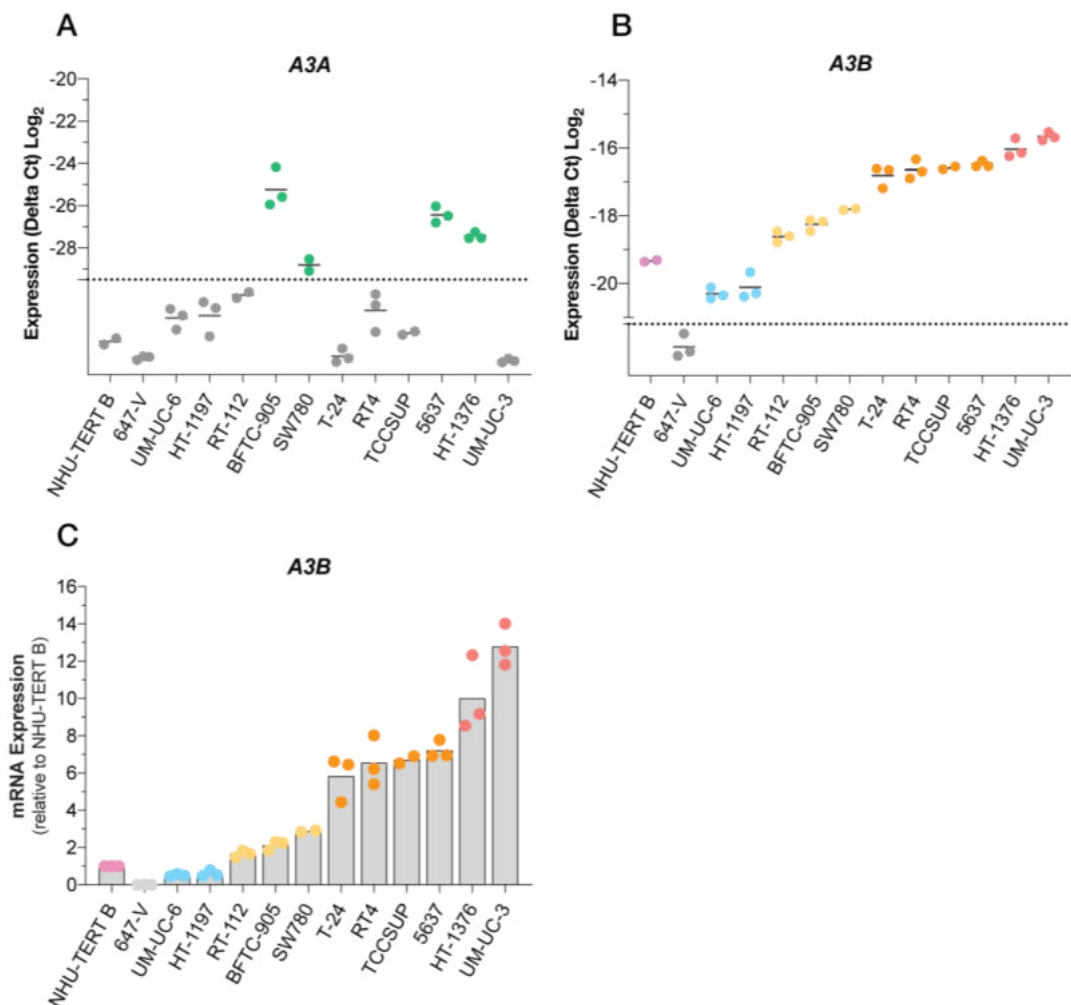 A
A3A
Expression (Delta Ct) Log2
-20
-22
-24
-26
-28
NHU-TERT B
647-V
UM-UC-6
HT-1197
RT-112
BFTC-905
SW780
T-24
RT4
TCCSUP
5637
HT-1376
UM-UC-3
B
A3B
Expression (Delta Ct) Log2
-14
-16
-18
-20
NHU-TERT B
647-V
UM-UC-6
HT-1197
RT-112
BFTC-905
SW780
T-24
RT4
TCCSUP
5637
HT-1376
UM-UC-3
C
A3B
mRNA Expression
(relative to NHU-TERT B)
16
14
12
10
8
6
4
2
0
NHU-TERT B
647-V
UM-UC-6
HT-1197
RT-112
BFTC-905
SW780
T-24
RT4
TCCSUP
5637
HT-1376
UM-UC-3